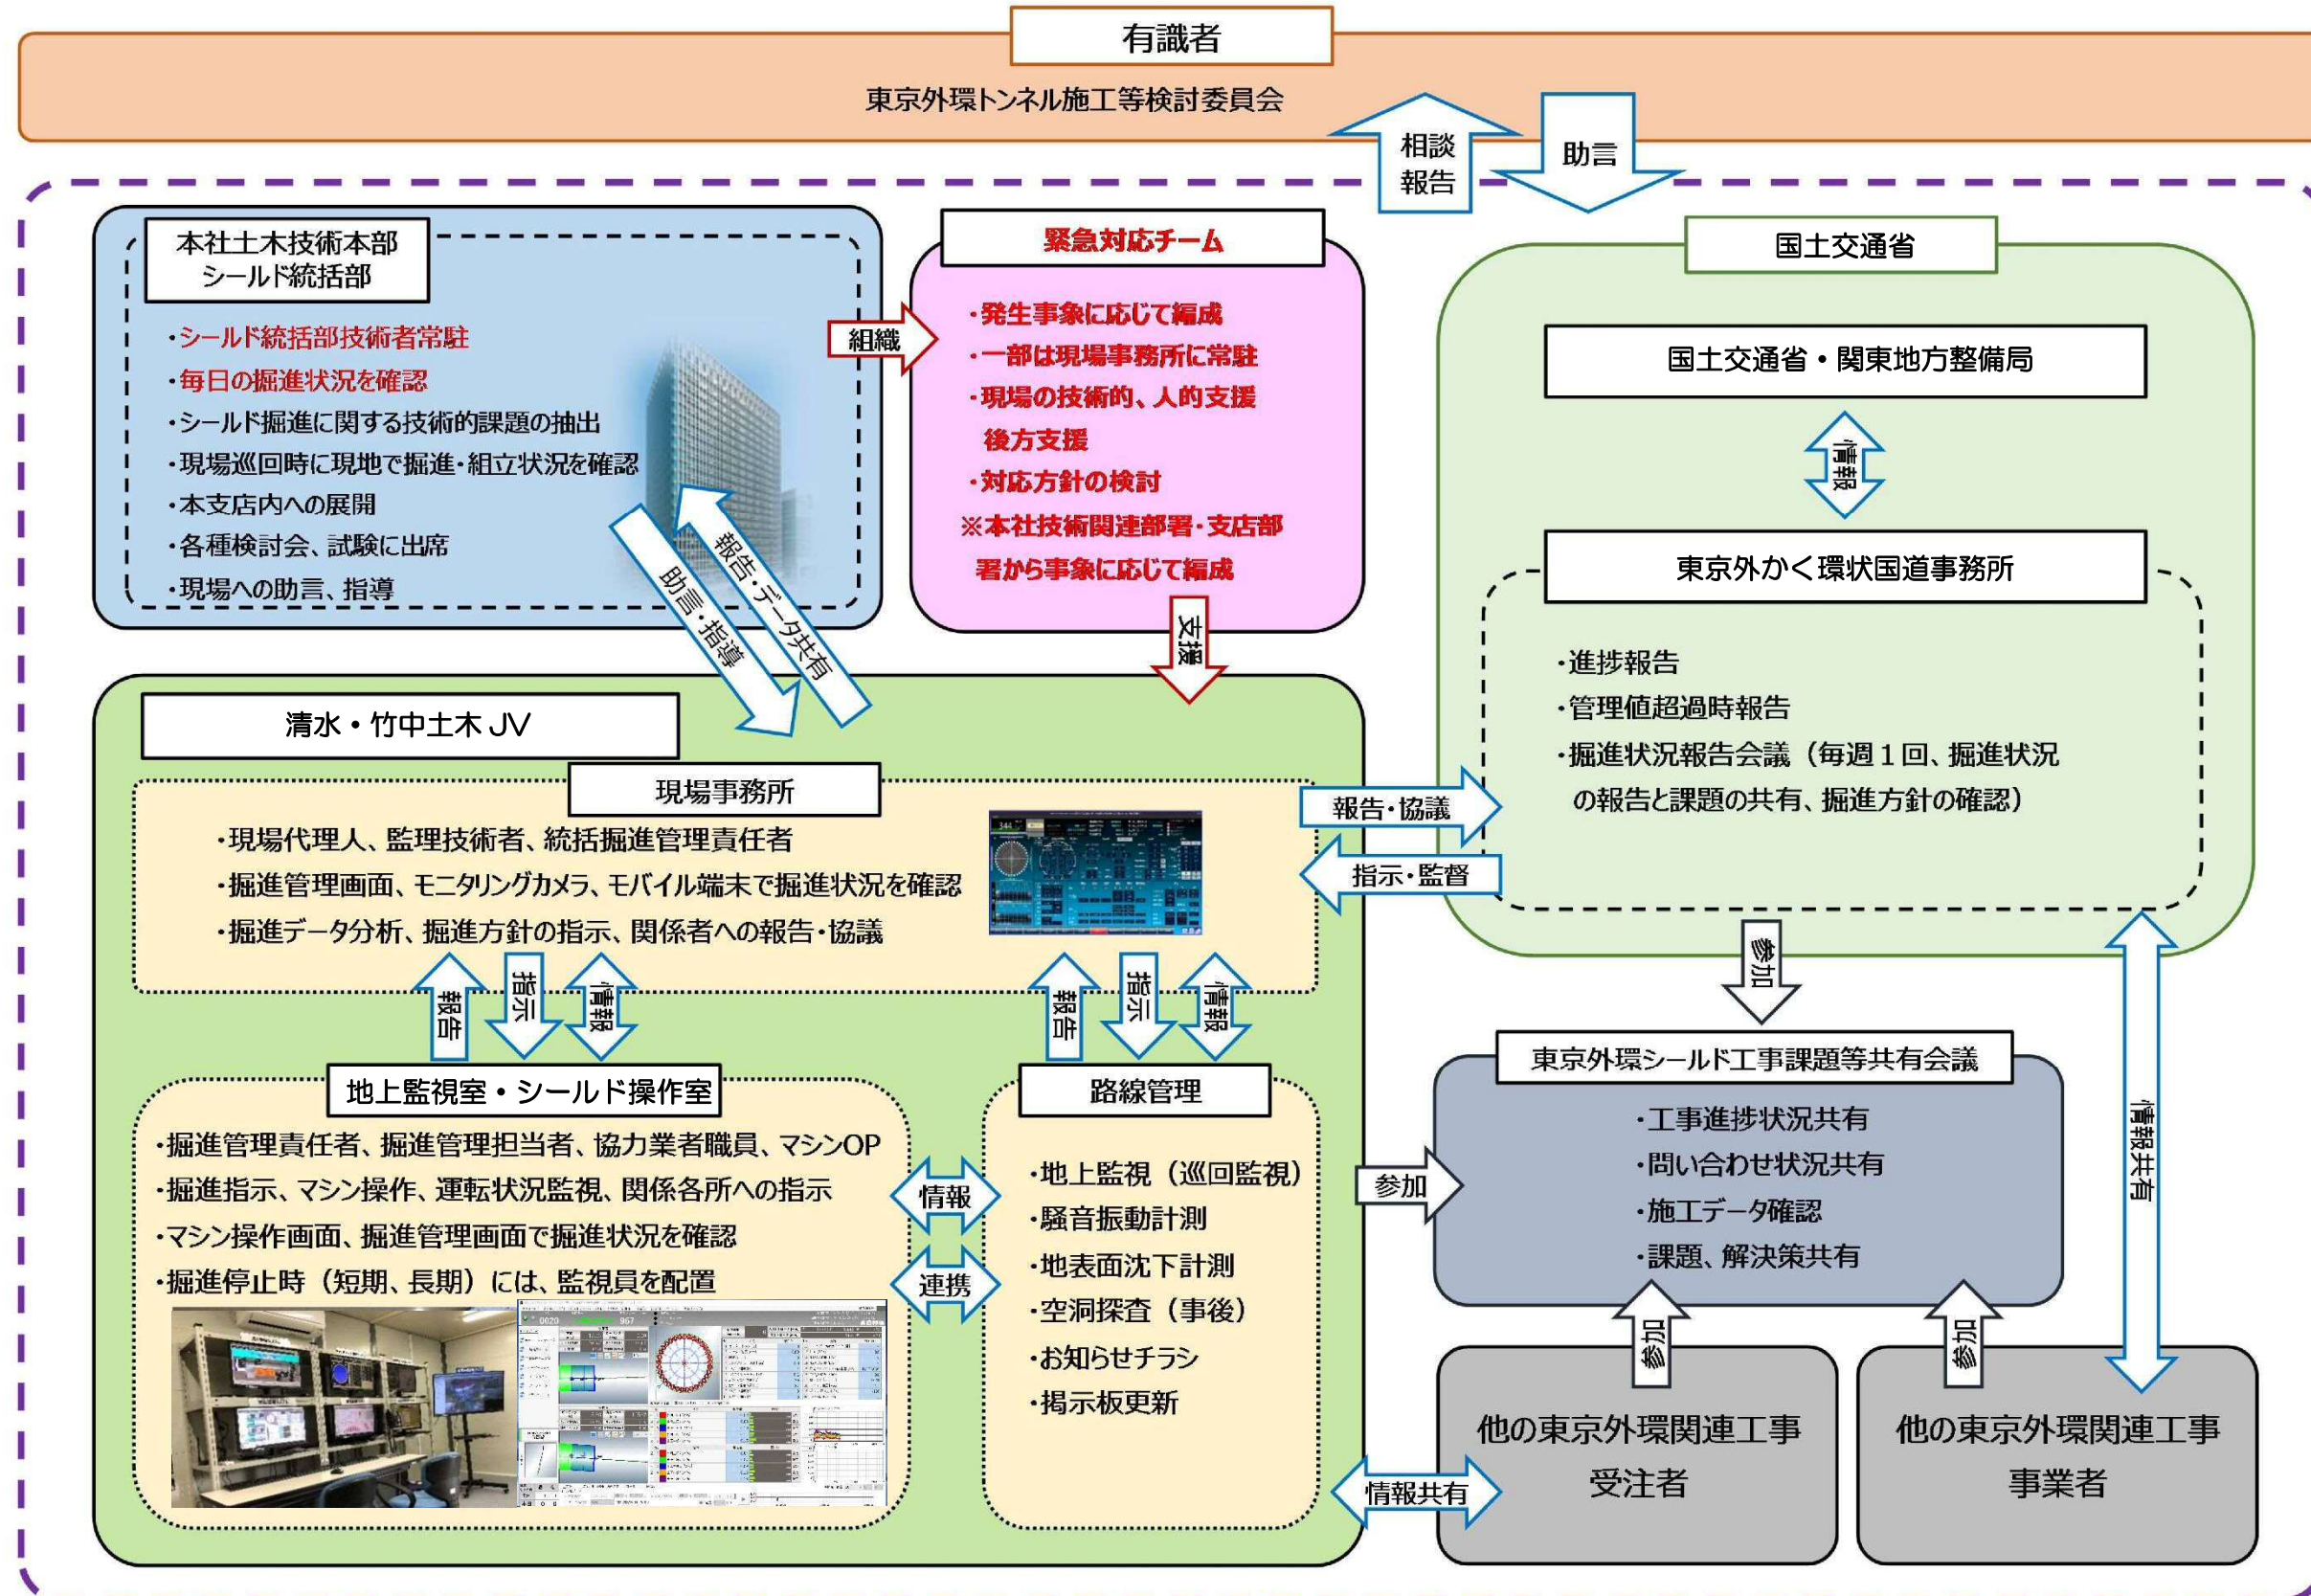 有識者
東京外環トンネル施工等検討委員会
相談
報告
助言
本社土木技術本部
シールド統括部
・シールド統括部技術者常駐
・毎日の掘進状況を確認
・シールド掘進に関する技術的課題の抽出
・現場巡回時に現地で掘進・組立状況を確認
・本支店内への展開
・各種検討会、試験に出席
・現場への助言、指導
組織
緊急対応チーム
・発生事象に応じて編成
・一部は現場事務所に常駐
・現場の技術的、人的支援
後方支援
・対応方針の検討
※本社技術関連部署・支店部
署から事象に応じて編成
支援
助言・指導
報告・データ共有
国土交通省
国土交通省・関東地方整備局
情報
東京外かく環状国道事務所
・進捗報告
・管理値超過時報告
・掘進状況報告会議（毎週１回、掘進状況
の報告と課題の共有、掘進方針の確認）
清水・竹中土木 JV
現場事務所
・現場代理人、監理技術者、統括掘進管理責任者
・掘進管理画面、モニタリングカメラ、モバイル端末で掘進状況を確認
・掘進データ分析、掘進方針の指示、関係者への報告・協議
344
報告・協議
指示・監督
報告
指示
情報
報告
指示
情報
地上監視室・シールド操作室
・掘進管理責任者、掘進管理担当者、協力業者職員、マシンOP
・掘進指示、マシン操作、運転状況監視、関係各所への指示
・マシン操作画面、掘進管理画面で掘進状況を確認
・掘進停止時（短期、長期）には、監視員を配置
0020
967
情報
連携
路線管理
・地上監視（巡回監視）
・騒音振動計測
・地表面沈下計測
・空洞探査（事後）
・お知らせチラシ
・掲示板更新
参加
参加
東京外環シールド工事課題等共有会議
・工事進捗状況共有
・問い合わせ状況共有
・施工データ確認
・課題、解決策共有
情報共有
参加
参加
他の東京外環関連工事
受注者
他の東京外環関連工事
事業者
情報共有